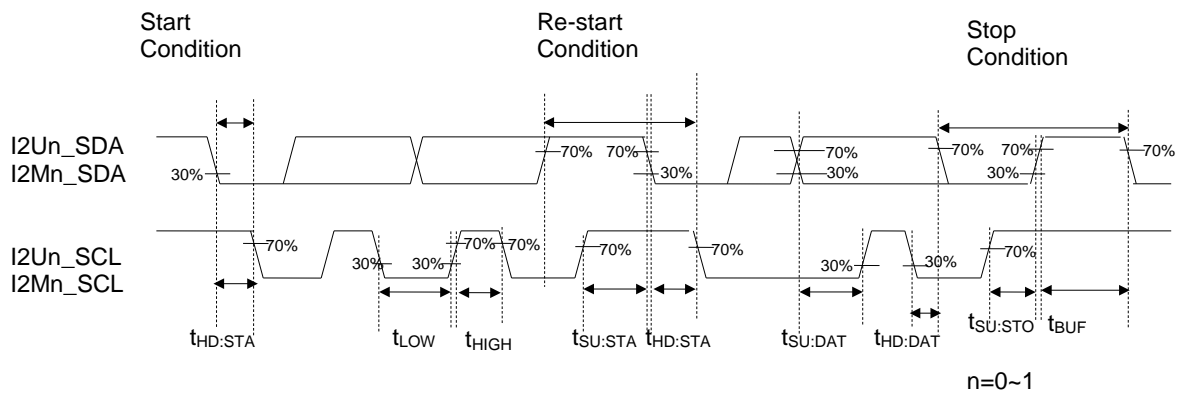 Start
Condition
Re-start
Condition
Stop
Condition
I2Un_SDA
I2Mn_SDA
30%
70%
70%
30%
70%
30%
70%
70%
30%
70%
I2Un_SCL
I2Mn_SCL
70%
30%
30%
70%
70%
70%
70%
30%
30%
70%
tHD:STA
tLOW
tHIGH
tSU:STA
tHD:STA
tSU:DAT
tHD:DAT
tSU:STO
tBUF
n=0~1